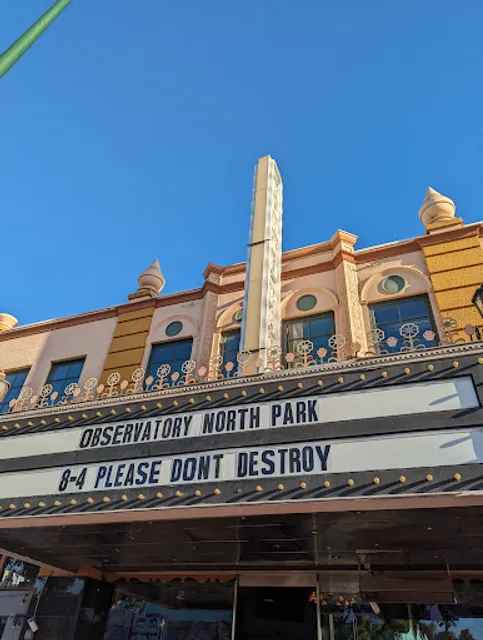 OBSERVATORY NORTH PARK
8-4 PLEASE DONT DESTROY